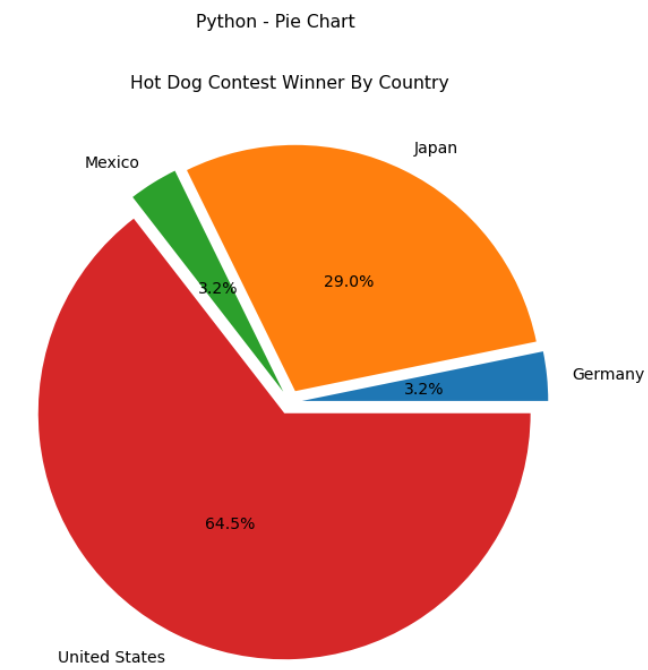 Python - Pie Chart
Hot Dog Contest Winner By Country
Japan
Mexico
29.0%
3.2%
Germany
3.2%
64.5%
United States